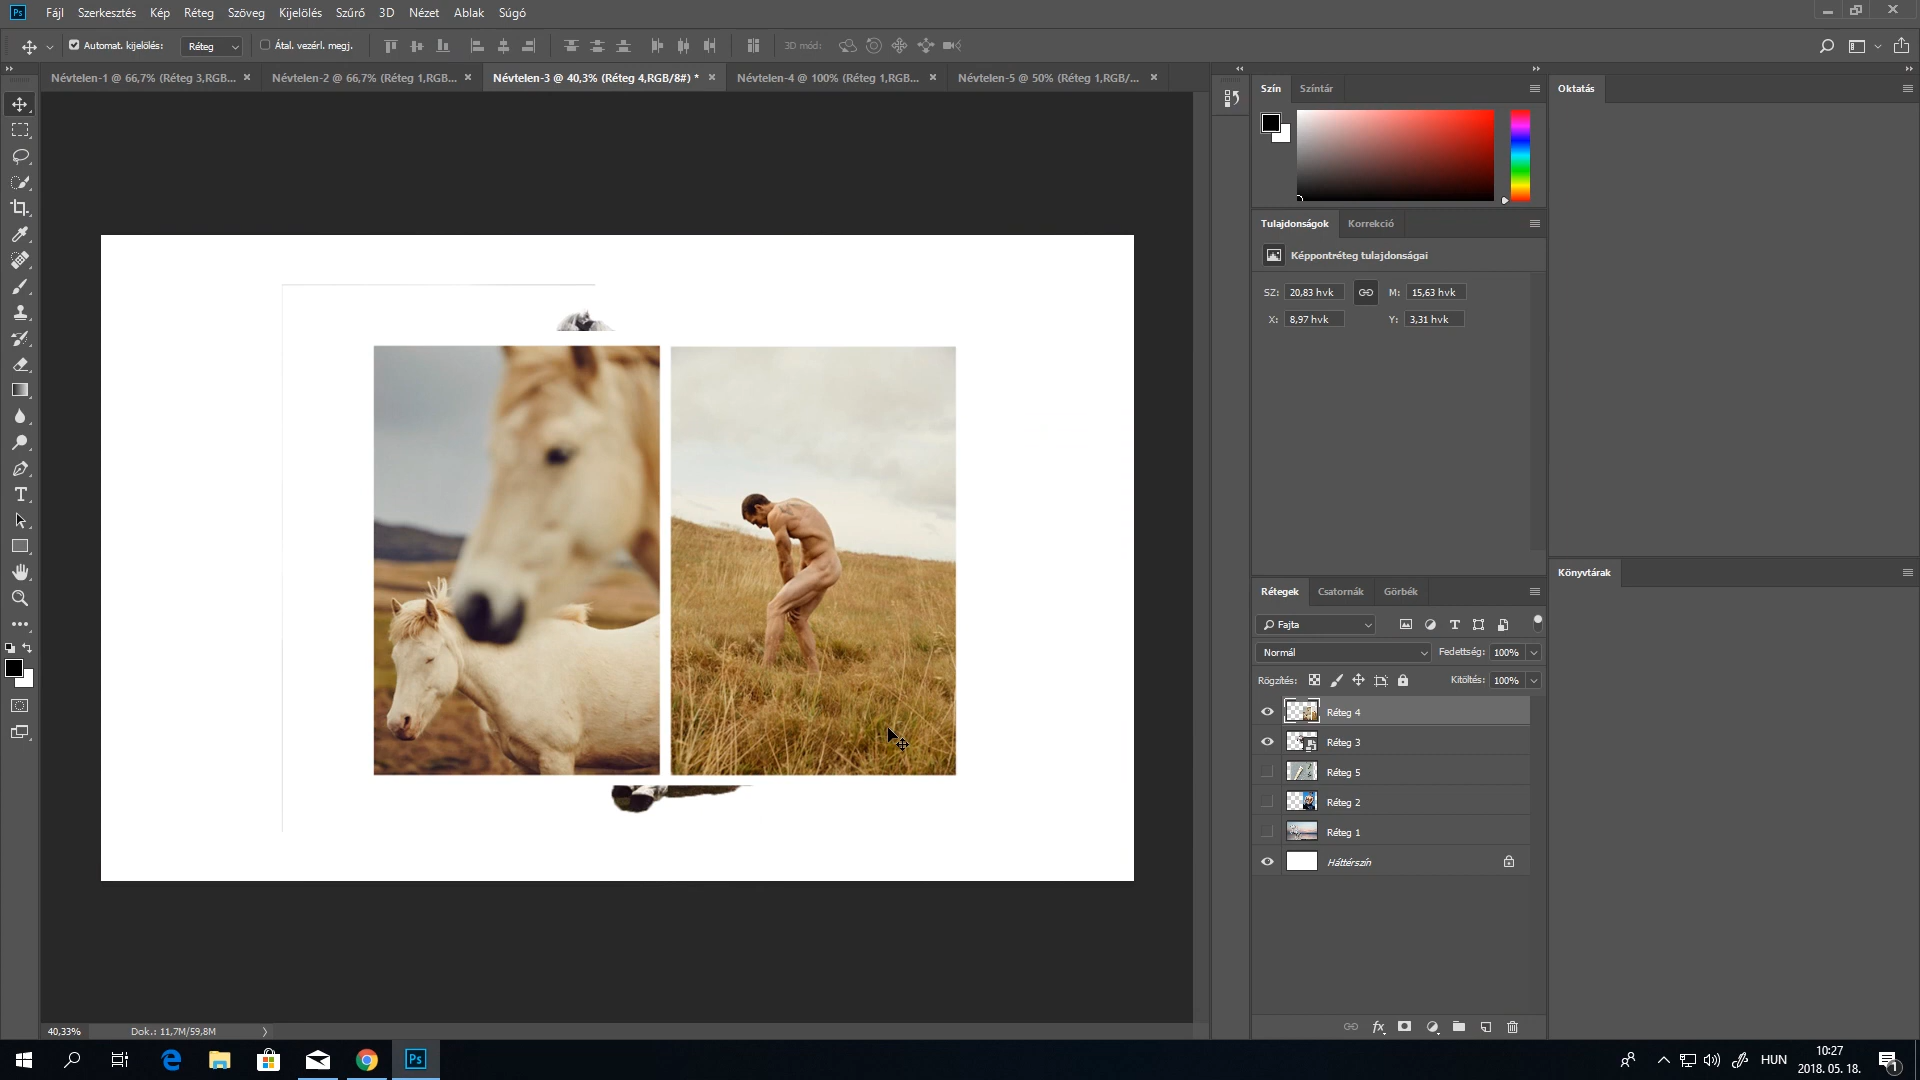 Ps Fájl Szerkesztés Kép Réteg Szöveg Kijelölés Szűrő 3D Nézet Ablak Súgó
Automat. kijelölés: Réteg Átal. vezérl. megj. 3D mód:
Névtelen-1 @ 66,7% (Réteg 3,RGB... × Névtelen-2 @ 66,7% (Réteg 1,RGB... × Névtelen-3 @ 40,3% (Réteg 4,RGB/8#) * × Névtelen-4 @ 100% (Réteg 1,RGB... × Névtelen-5 @ 50% (Réteg 1,RGB/... ×
Szín Színtár
Oktatás
Tulajdonságok Korrekció
Képpontréteg tulajdonságai
SZ: 20,83 hvk M: 15,63 hvk
X: 8,97 hvk Y: 3,31 hvk
Könyvtárak
Rétegek Csatornák Görbék
Fajta
Normál Fedettség: 100%
Rögzítés: Kitöltés: 100%
Réteg 4
Réteg 3
Réteg 5
Réteg 2
Réteg 1
Háttérszín
fx
40,33% Dok.: 11,7M/59,8M
Ps
HUN
10:27
2018. 05. 18.
1